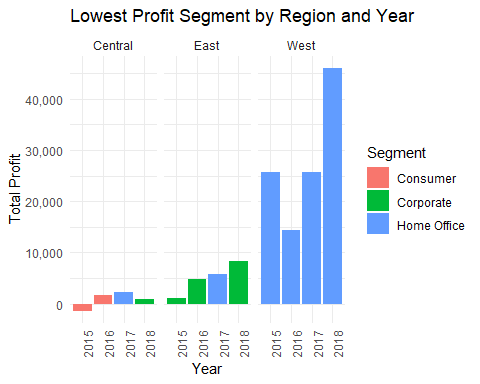 Lowest Profit Segment by Region and Year
Central East West
Total Profit
40,000
30,000
20,000
10,000
0
2015 2016 2017 2018 2015 2016 2017 2018 2015 2016 2017 2018
Year
Segment
Consumer
Corporate
Home Office